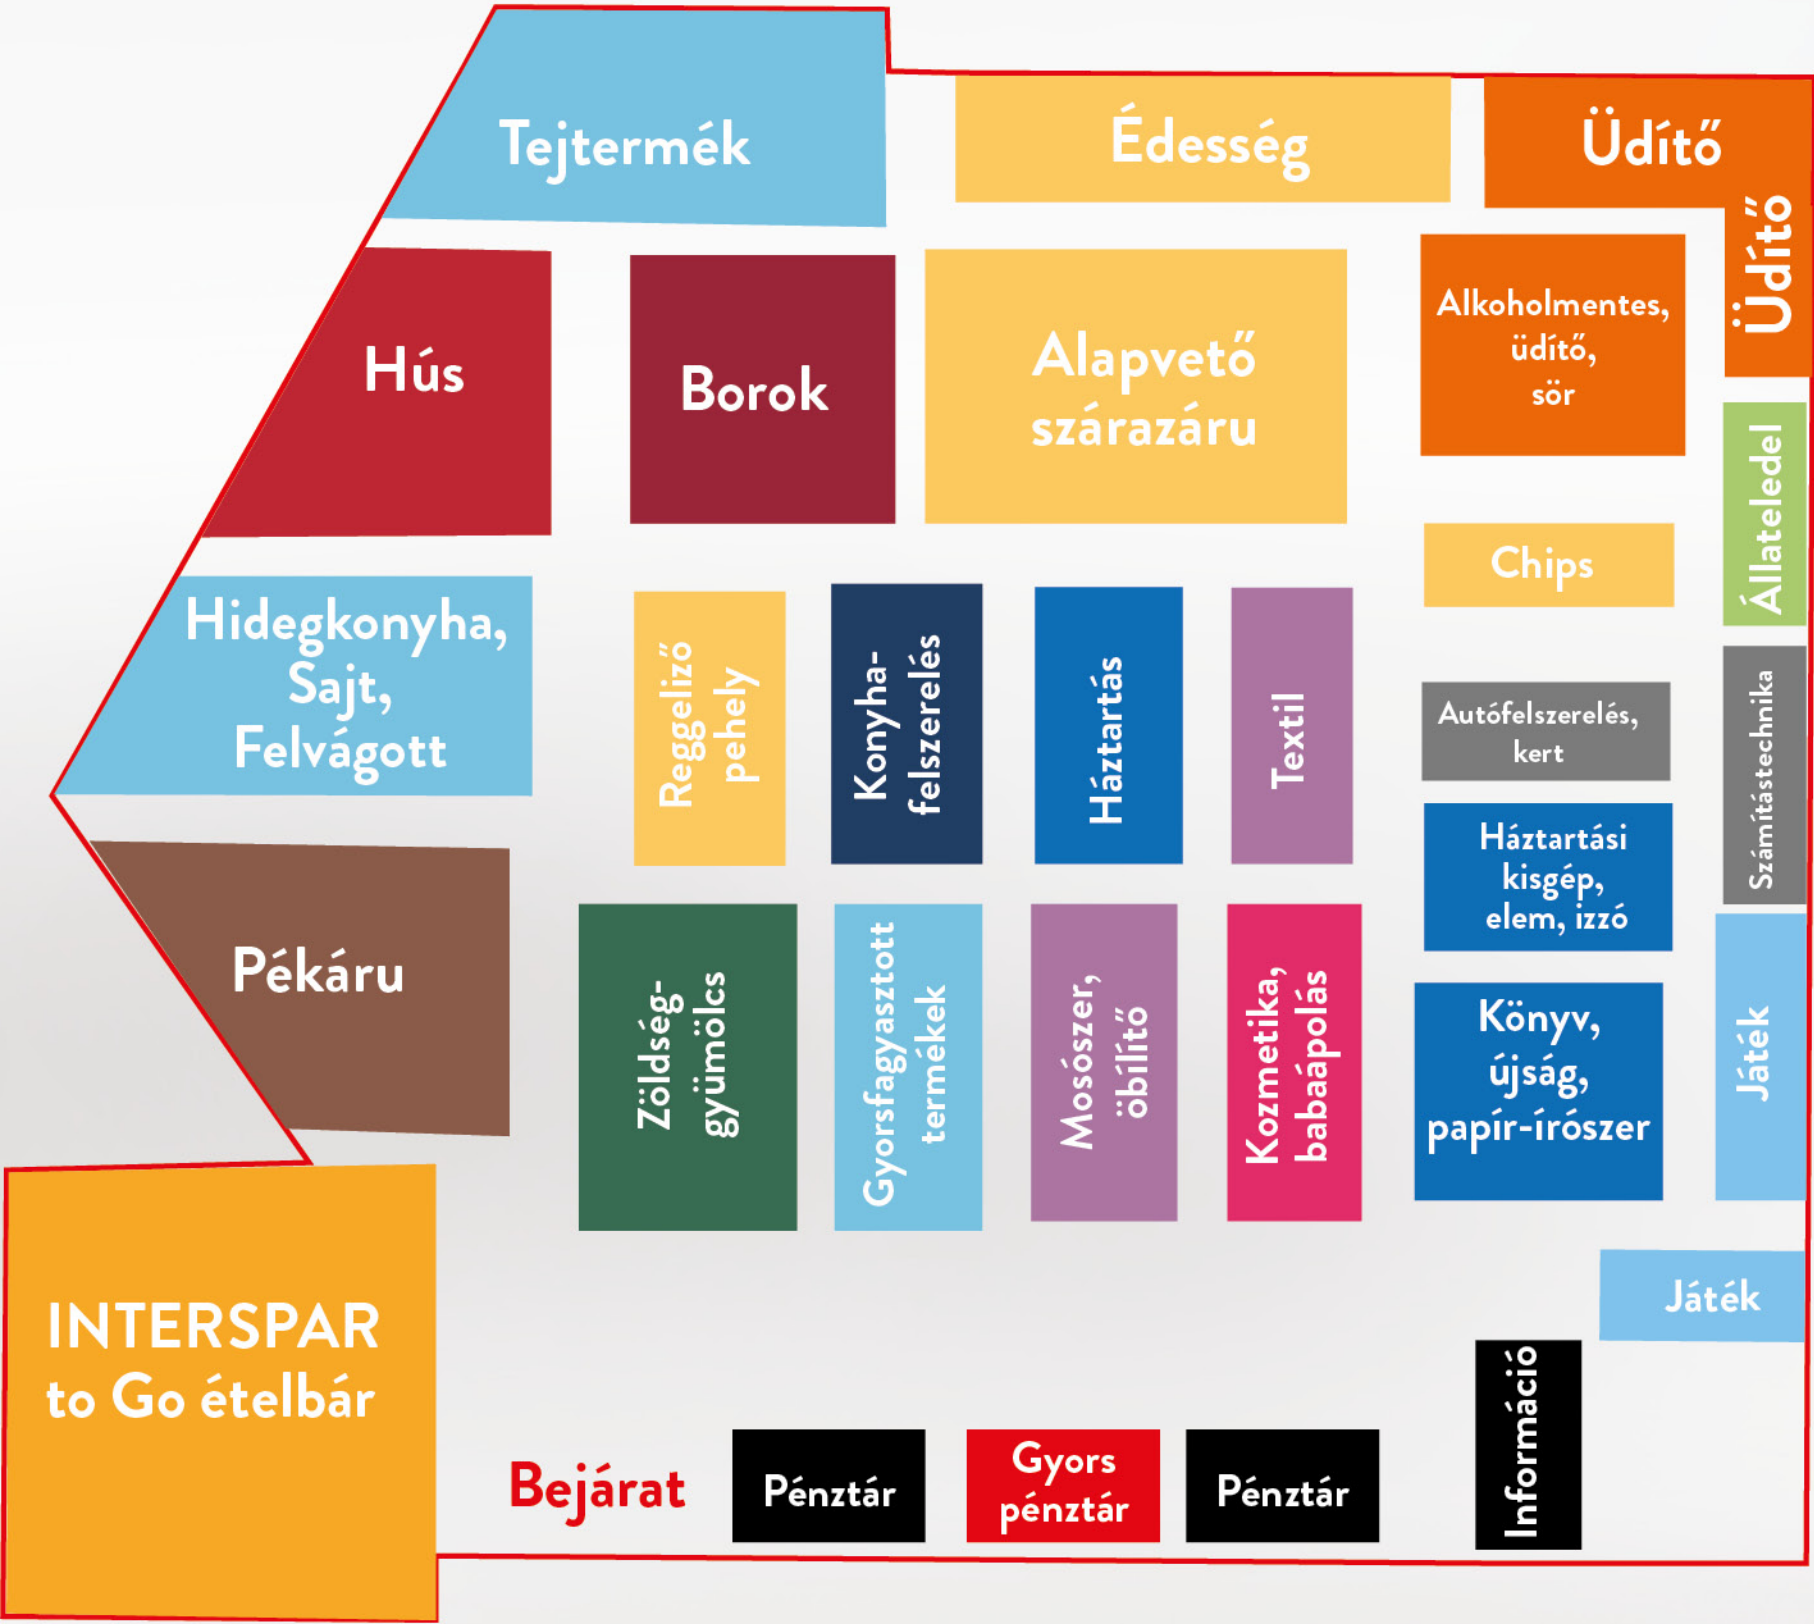 Tejtermék
Édesség
Üdítő
Üdítő
Hús
Borok
Alapvető
szárazáru
Alkoholmentes,
üdítő,
sör
Állateledel
Chips
Hidegkonyha,
Sajt,
Felvágott
Reggeliző
pehely
Konyha-
felszerelés
Háztartás
Textil
Autófelszerelés,
kert
Számítástechnika
Háztartási
kisgép,
elem, izzó
Pékáru
Zöldség-
gyümölcs
Gyorsfagyasztott
termékek
Mosószer,
öbílítő
Kozmetika,
babaápolás
Könyv,
újság,
papír-írószer
Játék
Játék
INTERSPAR
to Go ételbár
Bejárat
Pénztár
Gyors
pénztár
Pénztár
Információ